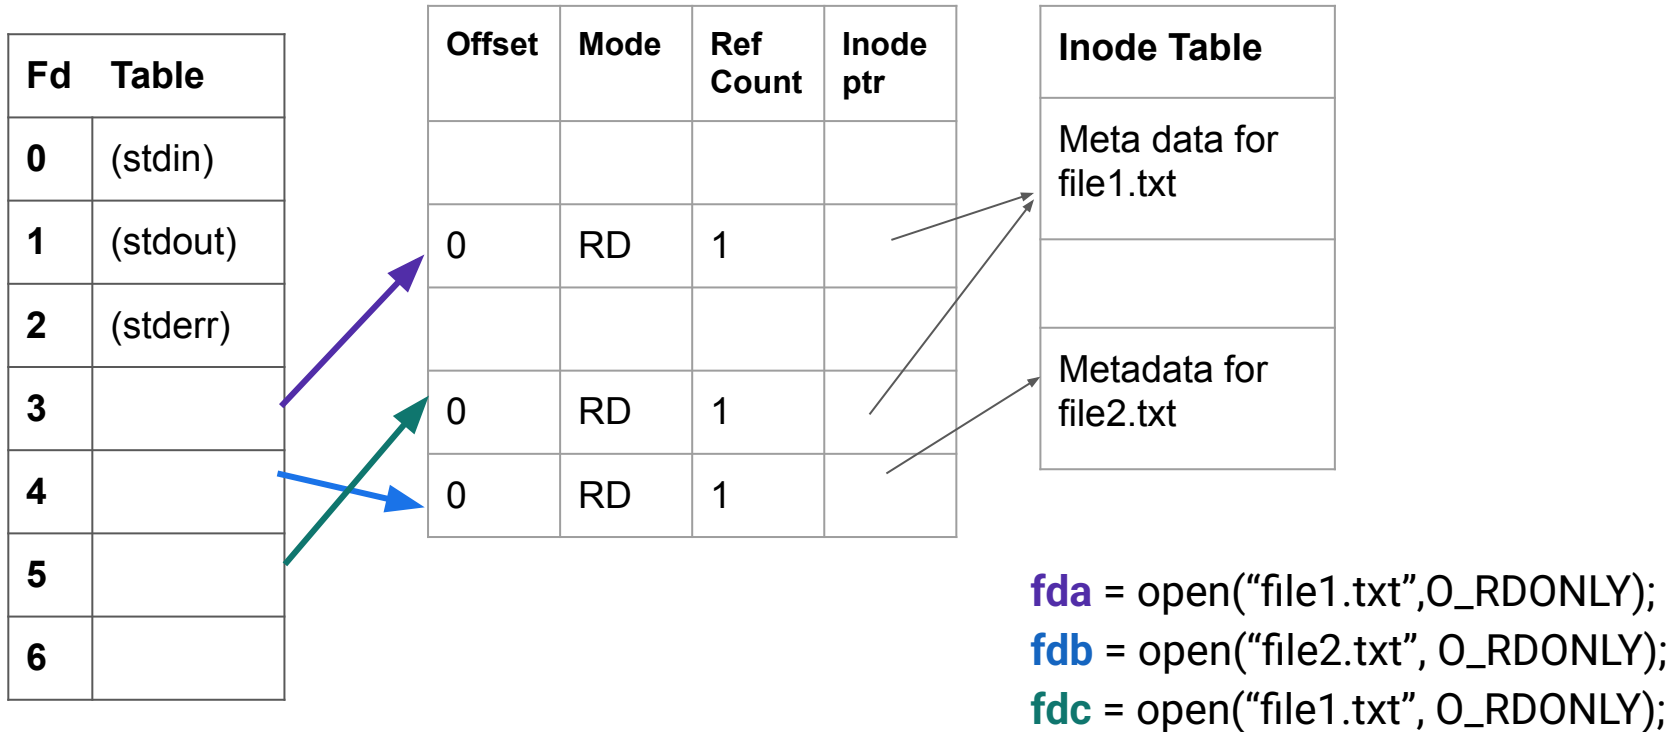 Fd Table
0 (stdin)
1 (stdout)
2 (stderr)
3
4
5
6
Offset Mode Ref Count Inode ptr
0 RD 1
0 RD 1
0 RD 1
Inode Table
Meta data for
file1.txt
Metadata for
file2.txt
fda = open(“file1.txt”,O_RDONLY);
fdb = open(“file2.txt”, O_RDONLY);
fdc = open(“file1.txt”, O_RDONLY);